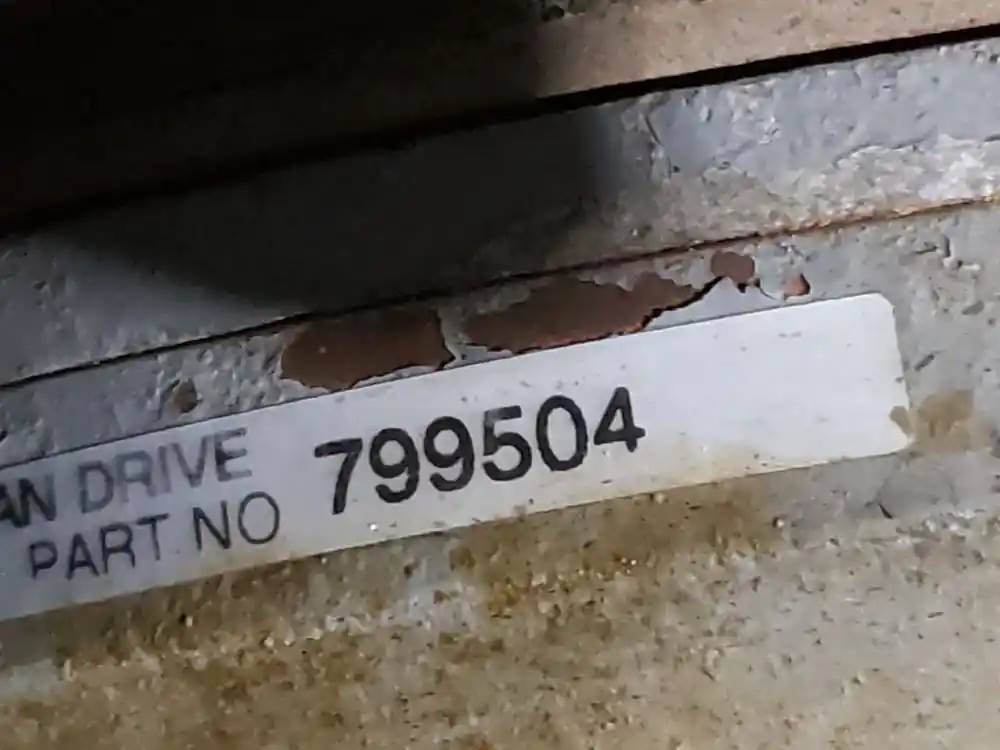 AN DRIVE
PART NO 799504